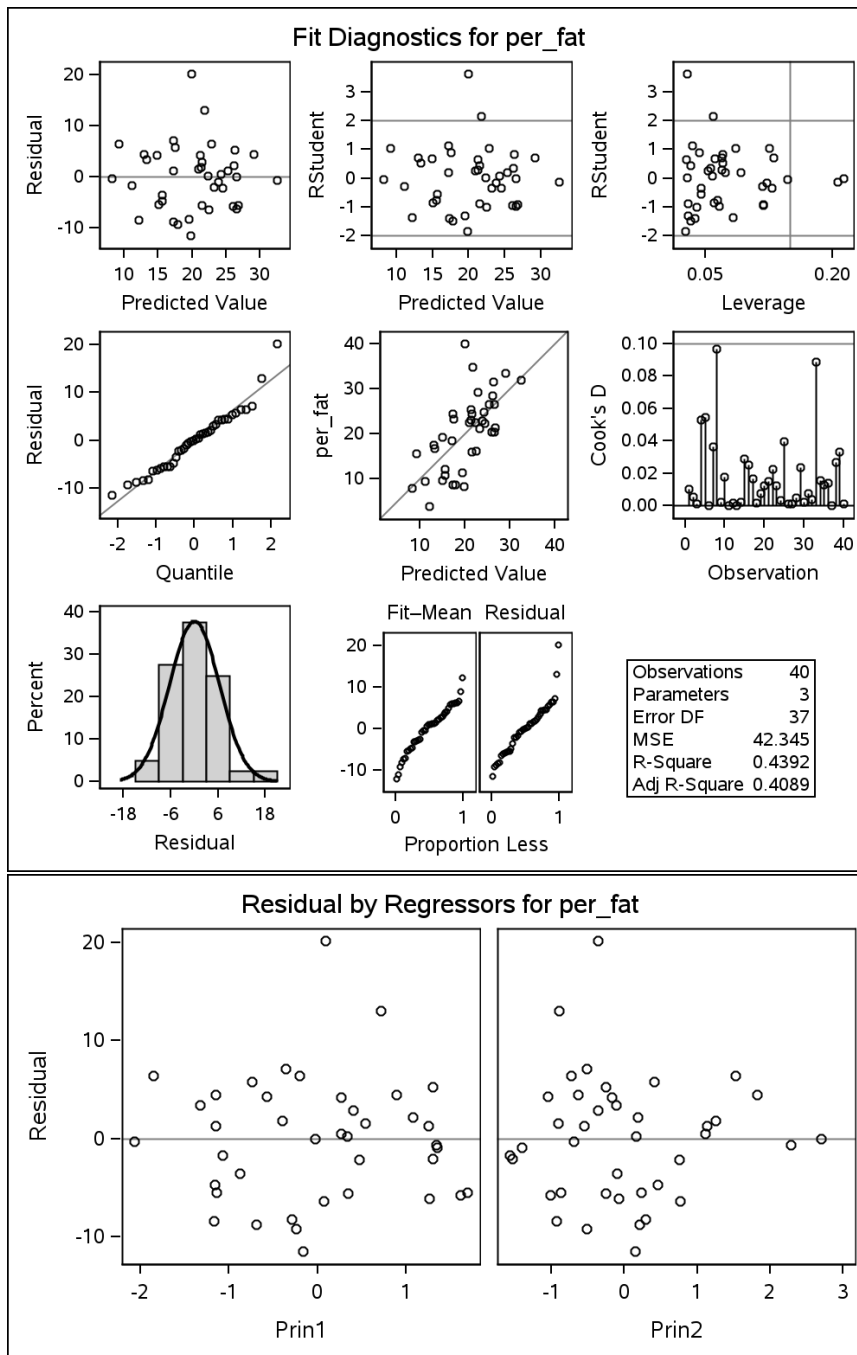 Fit Diagnostics for per_fat
20
10
0
-10
Residual
10 15 20 25 30
Predicted Value
3
2
1
0
-1
-2
RStudent
10 15 20 25 30
Predicted Value
3
2
1
0
-1
-2
RStudent
0.05 0.20
Leverage
20
10
0
-10
Residual
-2 -1 0 1 2
Quantile
40
30
20
10
per_fat
10 20 30 40
Predicted Value
0.10
0.08
0.06
0.04
0.02
0.00
Cook's D
0 10 20 30 40
Observation
40
30
20
10
0
Percent
-18 -6 6 18
Residual
Fit–Mean Residual
20
10
0
-10
0 1 0 1
Proportion Less
Observations 40
Parameters 3
Error DF 37
MSE 42.345
R-Square 0.4392
Adj R-Square 0.4089
Residual by Regressors for per_fat
20
10
0
-10
Residual
-2 -1 0 1
Prin1
-1 0 1 2 3
Prin2